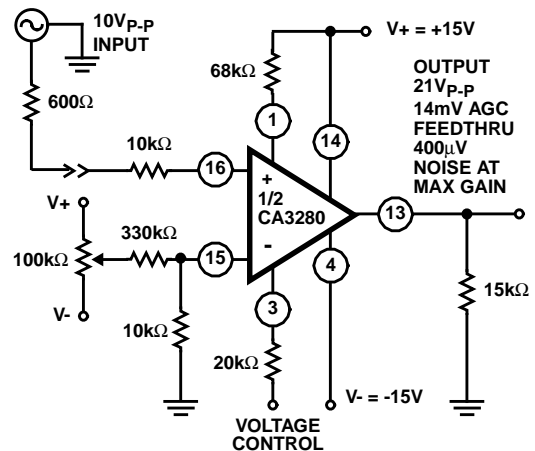 10VP-P
INPUT
600Ω
10kΩ
V+
100kΩ
V-
330kΩ
10kΩ
68kΩ
1
16
+
1/2
CA3280
-
15
3
20kΩ
VOLTAGE
CONTROL
14
4
13
V+ = +15V
V- = -15V
OUTPUT
21VP-P
14mV AGC
FEEDTHRU
400µV
NOISE AT
MAX GAIN
15kΩ